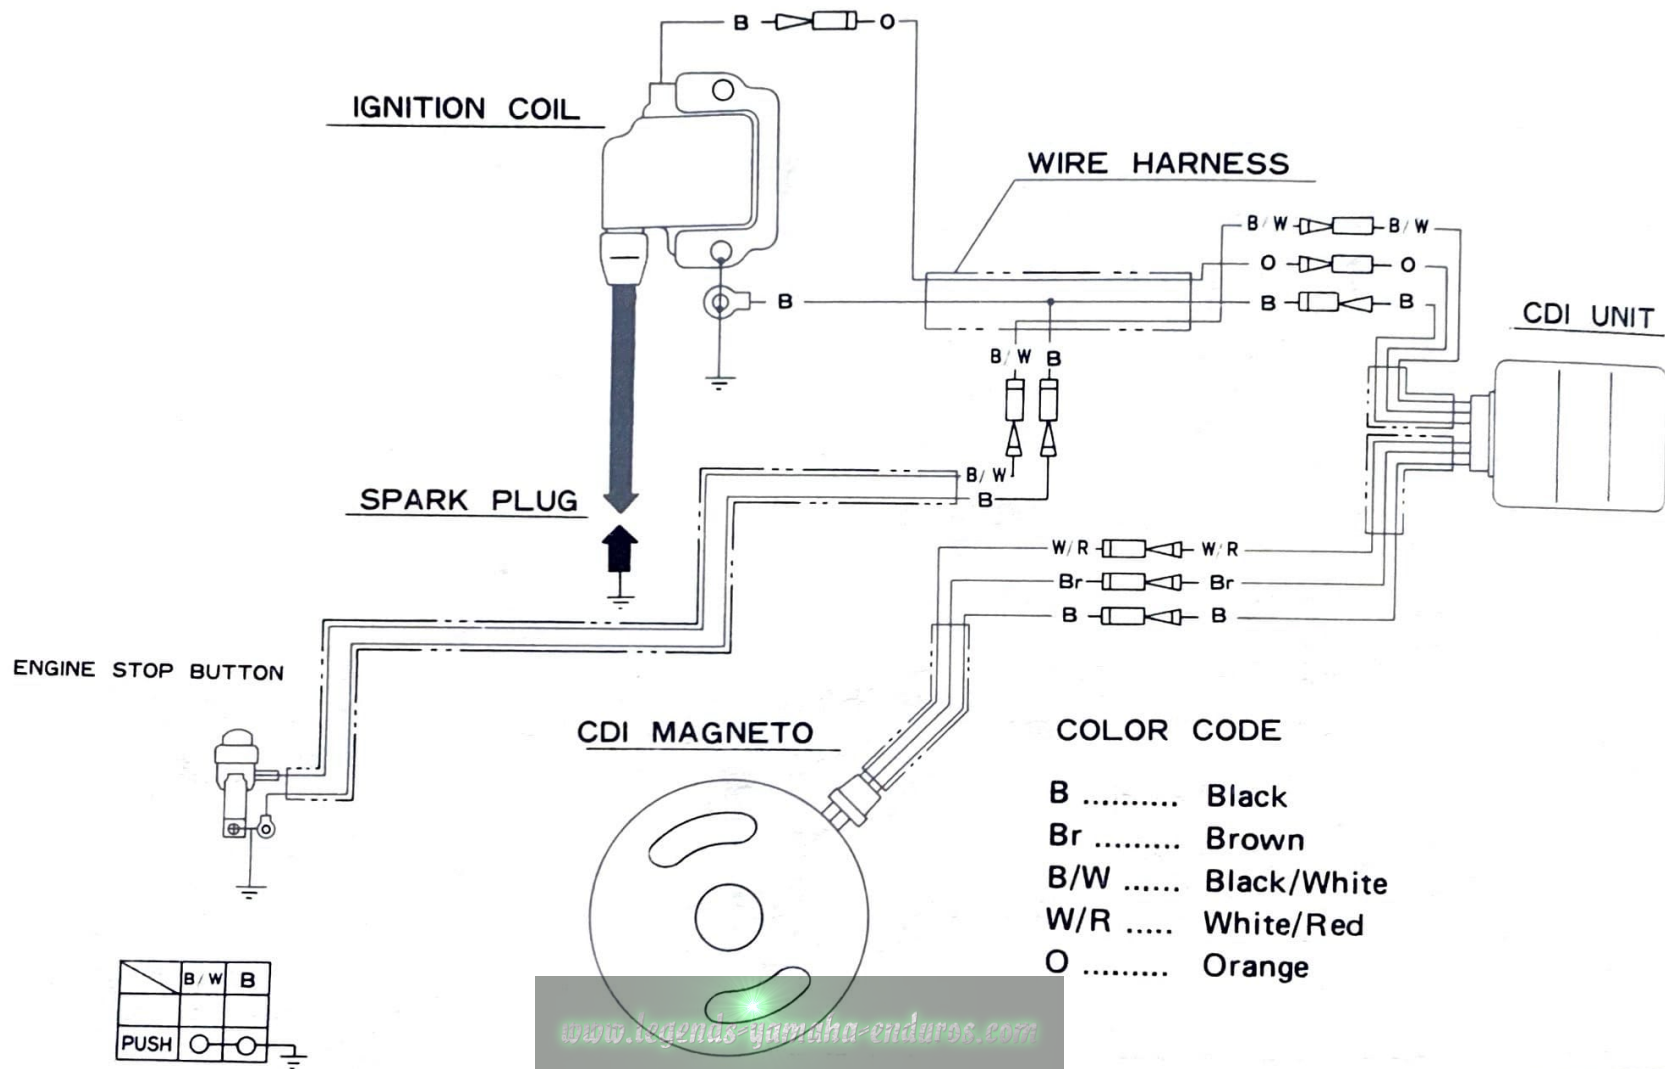 B O
IGNITION COIL
WIRE HARNESS
B/W B/W
O O
B B B
CDI UNIT
B/W B
B/W
B
SPARK PLUG
W/R W/R
Br Br
B B
ENGINE STOP BUTTON
CDI MAGNETO
COLOR CODE
B .......... Black
Br ......... Brown
B/W ...... Black/White
W/R ..... White/Red
O ......... Orange
B/W B
PUSH
www.legends-yamaha-enduros.com